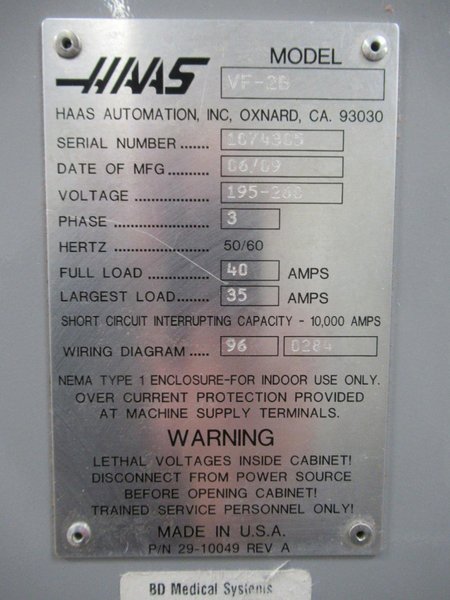 HAAS
MODEL
VF-2B
HAAS AUTOMATION, INC, OXNARD, CA. 93030
SERIAL NUMBER .......
DATE OF MFG ........... 06/09
VOLTAGE ................ 195-260
PHASE .................... 3
HERTZ .................... 50/60
FULL LOAD .............. 40 AMPS
LARGEST LOAD....... 35 AMPS
SHORT CIRCUIT INTERRUPTING CAPACITY - 10,000 AMPS
WIRING DIAGRAM ..... 96 0284
NEMA TYPE 1 ENCLOSURE-FOR INDOOR USE ONLY.
OVER CURRENT PROTECTION PROVIDED
AT MACHINE SUPPLY TERMINALS.
WARNING
LETHAL VOLTAGES INSIDE CABINET!
DISCONNECT FROM POWER SOURCE
BEFORE OPENING CABINET!
TRAINED SERVICE PERSONNEL ONLY!
MADE IN U.S.A.
P/N 29-10049 REV A
BD Medical Systems